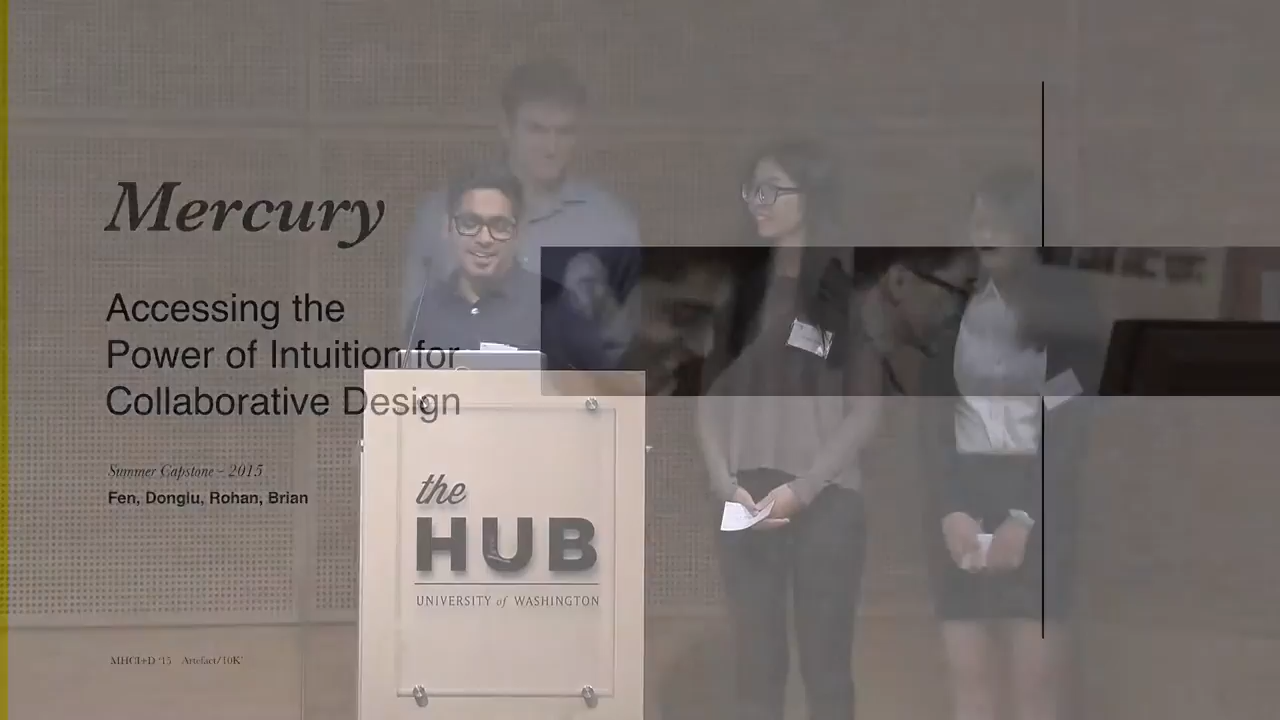 Mercury
Accessing the
Power of Intuition for
Collaborative Design
Summer Capstone – 2015
Fen, Donglu, Rohan, Brian
MHCI+D '15 Artefact/10K'
the
HUB
UNIVERSITY of WASHINGTON